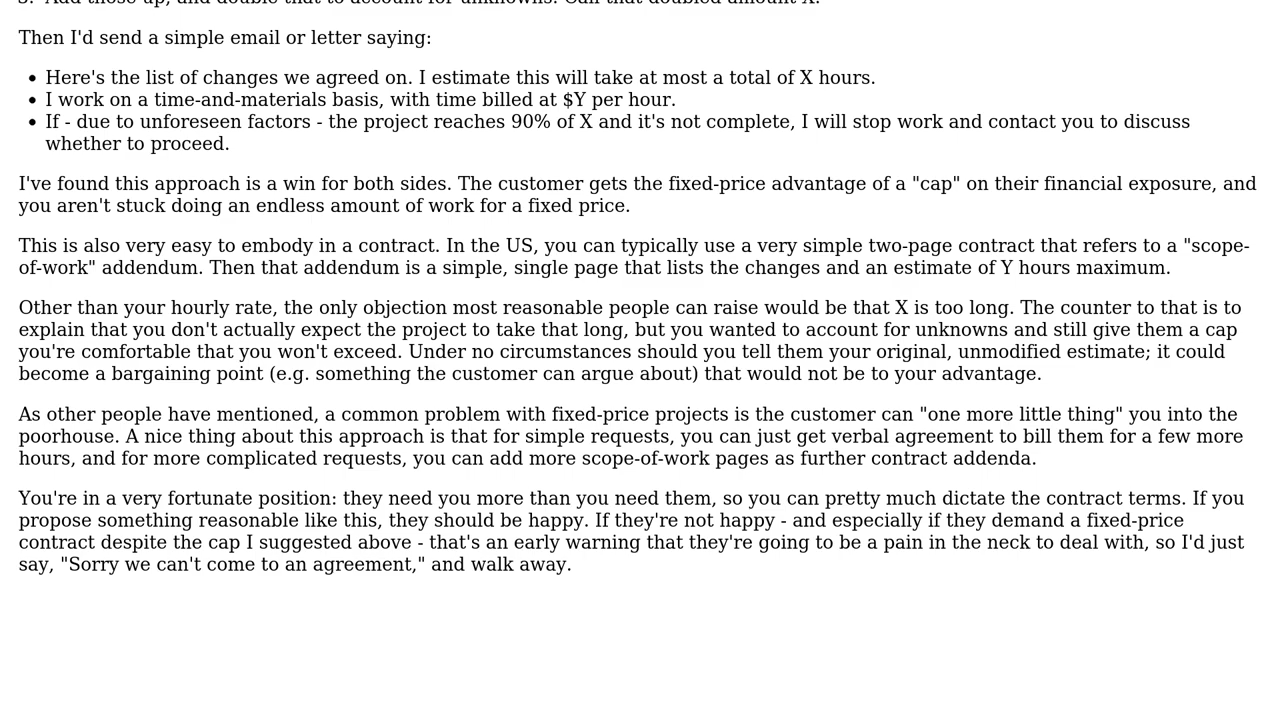 Then I'd send a simple email or letter saying:
• Here's the list of changes we agreed on. I estimate this will take at most a total of X hours.
• I work on a time-and-materials basis, with time billed at $Y per hour.
• If - due to unforeseen factors - the project reaches 90% of X and it's not complete, I will stop work and contact you to discuss
whether to proceed.
I've found this approach is a win for both sides. The customer gets the fixed-price advantage of a "cap" on their financial exposure, and
you aren't stuck doing an endless amount of work for a fixed price.
This is also very easy to embody in a contract. In the US, you can typically use a very simple two-page contract that refers to a "scope-
of-work" addendum. Then that addendum is a simple, single page that lists the changes and an estimate of Y hours maximum.
Other than your hourly rate, the only objection most reasonable people can raise would be that X is too long. The counter to that is to
explain that you don't actually expect the project to take that long, but you wanted to account for unknowns and still give them a cap
you're comfortable that you won't exceed. Under no circumstances should you tell them your original, unmodified estimate; it could
become a bargaining point (e.g. something the customer can argue about) that would not be to your advantage.
As other people have mentioned, a common problem with fixed-price projects is the customer can "one more little thing" you into the
poorhouse. A nice thing about this approach is that for simple requests, you can just get verbal agreement to bill them for a few more
hours, and for more complicated requests, you can add more scope-of-work pages as further contract addenda.
You're in a very fortunate position: they need you more than you need them, so you can pretty much dictate the contract terms. If you
propose something reasonable like this, they should be happy. If they're not happy - and especially if they demand a fixed-price
contract despite the cap I suggested above - that's an early warning that they're going to be a pain in the neck to deal with, so I'd just
say, "Sorry we can't come to an agreement," and walk away.